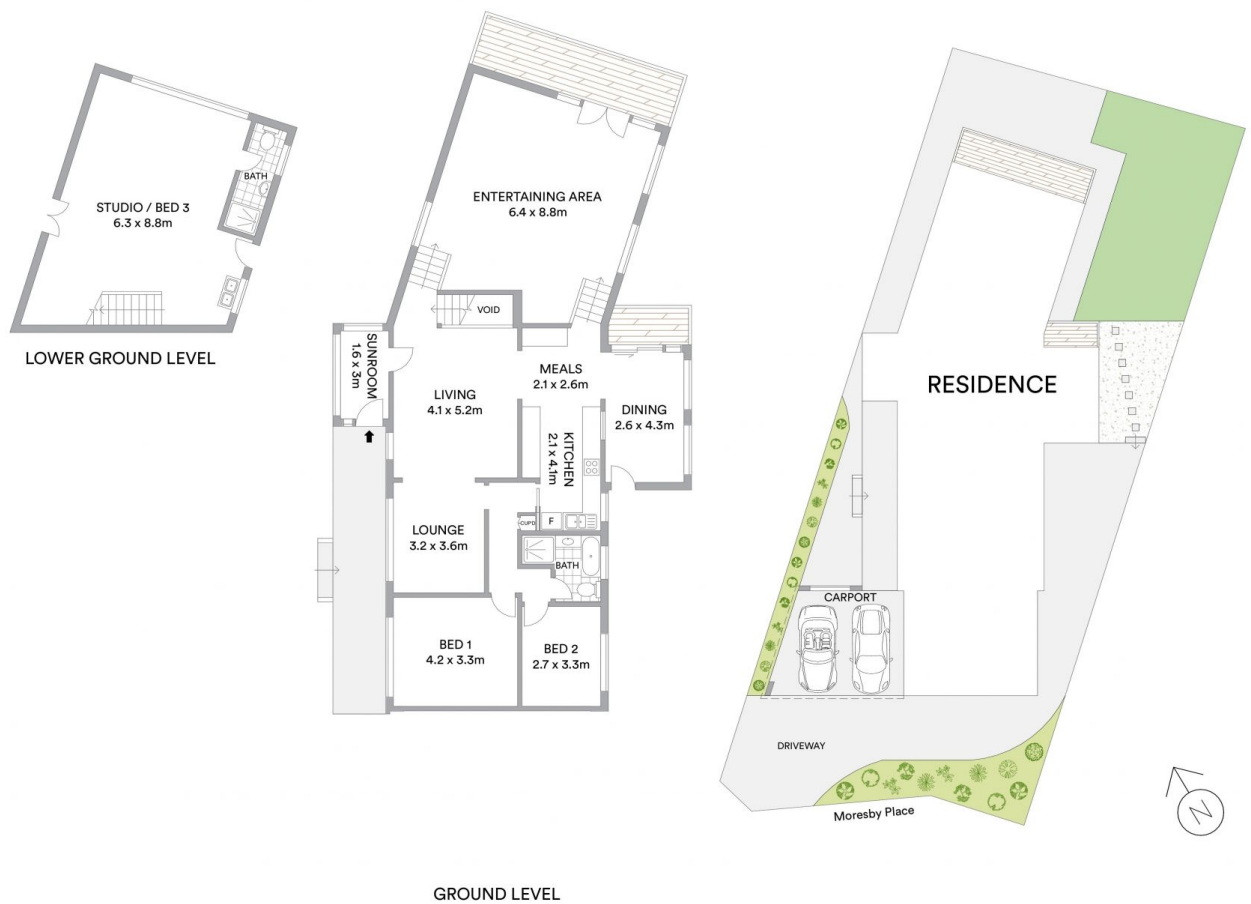 STUDIO / BED 3
6.3 x 8.8m
BATH
LOWER GROUND LEVEL
ENTERTAINING AREA
6.4 x 8.8m
VOID
SUNROOM
1.6 x 3m
LIVING
4.1 x 5.2m
MEALS
2.1 x 2.6m
DINING
2.6 x 4.3m
KITCHEN
2.1 x 4.1m
LOUNGE
3.2 x 3.6m
CUP'D
F
BATH
BED 1
4.2 x 3.3m
BED 2
2.7 x 3.3m
GROUND LEVEL
RESIDENCE
CARPORT
DRIVEWAY
Moresby Place
N